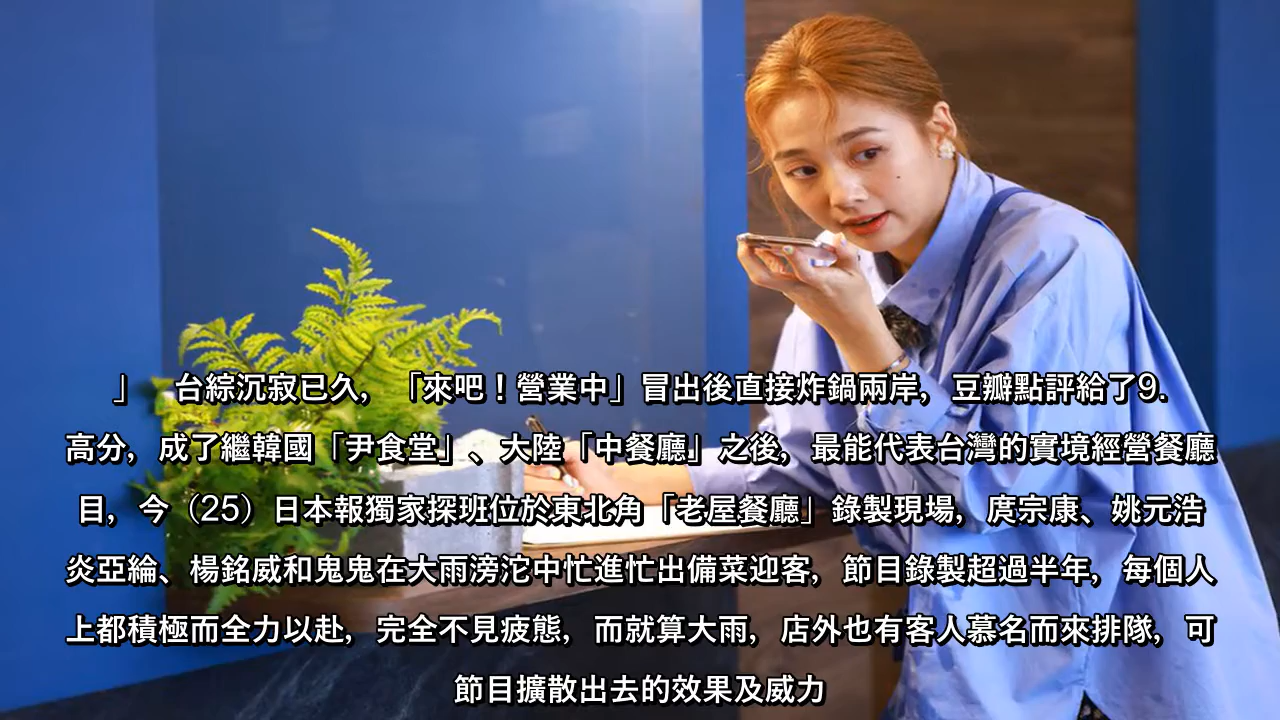 」 台綜沉寂已久，「來吧！營業中」冒出後直接炸鍋兩岸，豆瓣點評給了9.
高分，成了繼韓國「尹食堂」、大陸「中餐廳」之後，最能代表台灣的實境經營餐廳
目，今（25）日本報獨家探班位於東北角「老屋餐廳」錄製現場，庹宗康、姚元浩
炎亞綸、楊銘威和鬼鬼在大雨滂沱中忙進忙出備菜迎客，節目錄製超過半年，每個人
上都積極而全力以赴，完全不見疲態，而就算大雨，店外也有客人慕名而來排隊，可
節目擴散出去的效果及威力